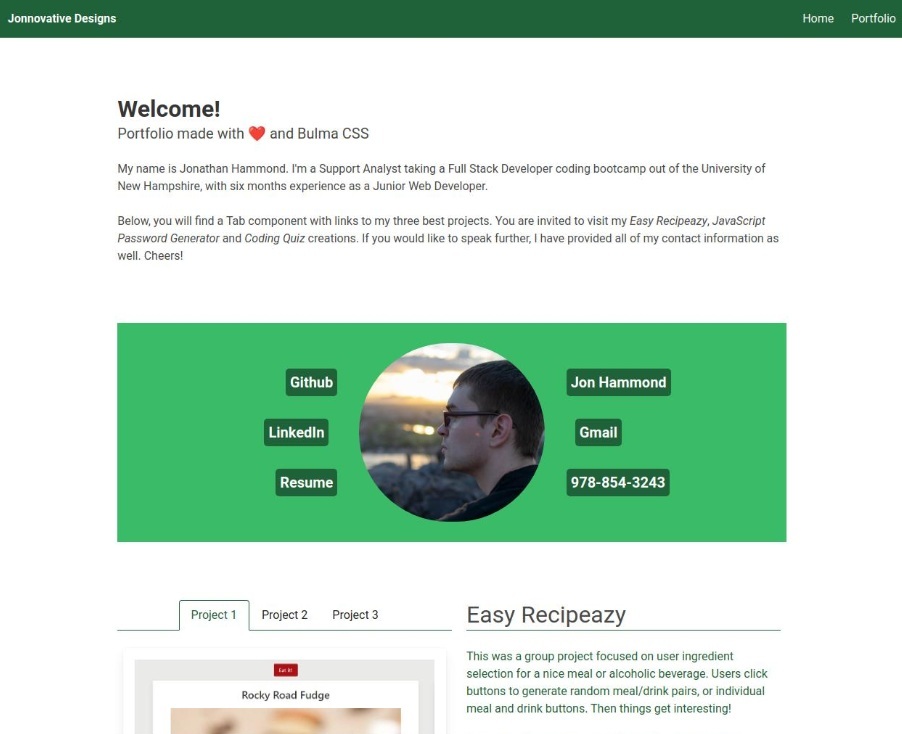 Jonnovative Designs
Home
Portfolio
Welcome!
Portfolio made with ❤️ and Bulma CSS
My name is Jonathan Hammond. I'm a Support Analyst taking a Full Stack Developer coding bootcamp out of the University of
New Hampshire, with six months experience as a Junior Web Developer.
Below, you will find a Tab component with links to my three best projects. You are invited to visit my Easy Recipeazy, JavaScript
Password Generator and Coding Quiz creations. If you would like to speak further, I have provided all of my contact information as
well. Cheers!
Github
LinkedIn
Resume
Jon Hammond
Gmail
978-854-3243
Project 1
Project 2
Project 3
Rocky Road Fudge
Easy Recipeazy
This was a group project focused on user ingredient
selection for a nice meal or alcoholic beverage. Users click
buttons to generate random meal/drink pairs, or individual
meal and drink buttons. Then things get interesting!